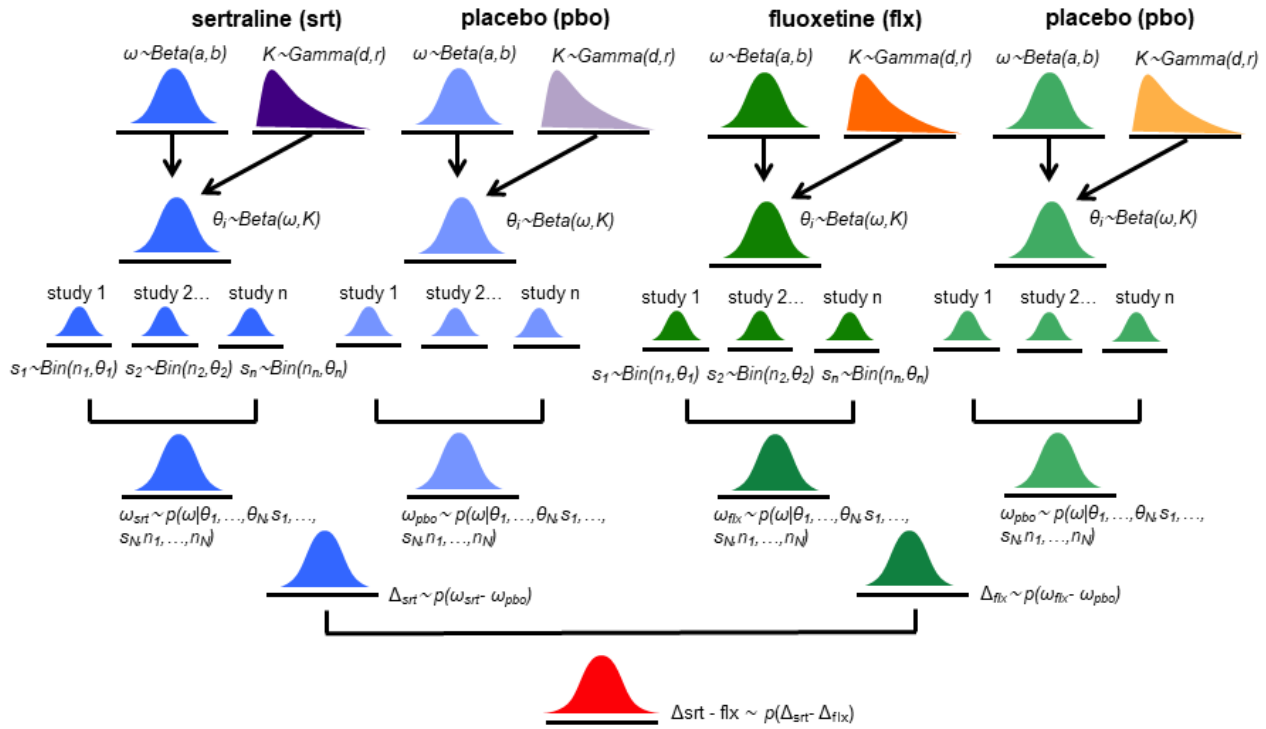 sertraline (srt) placebo (pbo) fluoxetine (flx) placebo (pbo)
ω~Beta(a,b) K~Gamma(d,r) ω~Beta(a,b) K~Gamma(d,r) ω~Beta(a,b) K~Gamma(d,r) ω~Beta(a,b) K~Gamma(d,r)
θi~Beta(ω,K) θi~Beta(ω,K) θi~Beta(ω,K) θi~Beta(ω,K)
study 1 study 2… study n study 1 study 2… study n study 1 study 2… study n study 1 study 2… study n
s1~Bin(n1,θ1) s2~Bin(n2,θ2) sn~Bin(nn,θn) s1~Bin(n1,θ1) s2~Bin(n2,θ2) sn~Bin(nn,θn)
ωsrt~ p(ω|θ1,…,θN,s1,…, ωpbo~ p(ω|θ1,…,θN,s1,…, ωflx~ p(ω|θ1,…,θN,s1,…, ωpbo~ p(ω|θ1,…,θN,s1,…,
sN,n1,…,nN) sN,n1,…,nN) sN,n1,…,nN) sN,n1,…,nN)
Δsrt~ p(ωsrt- ωpbo) Δflx~ p(ωflx- ωpbo)
Δsrt - flx ~ p(Δsrt- Δflx)